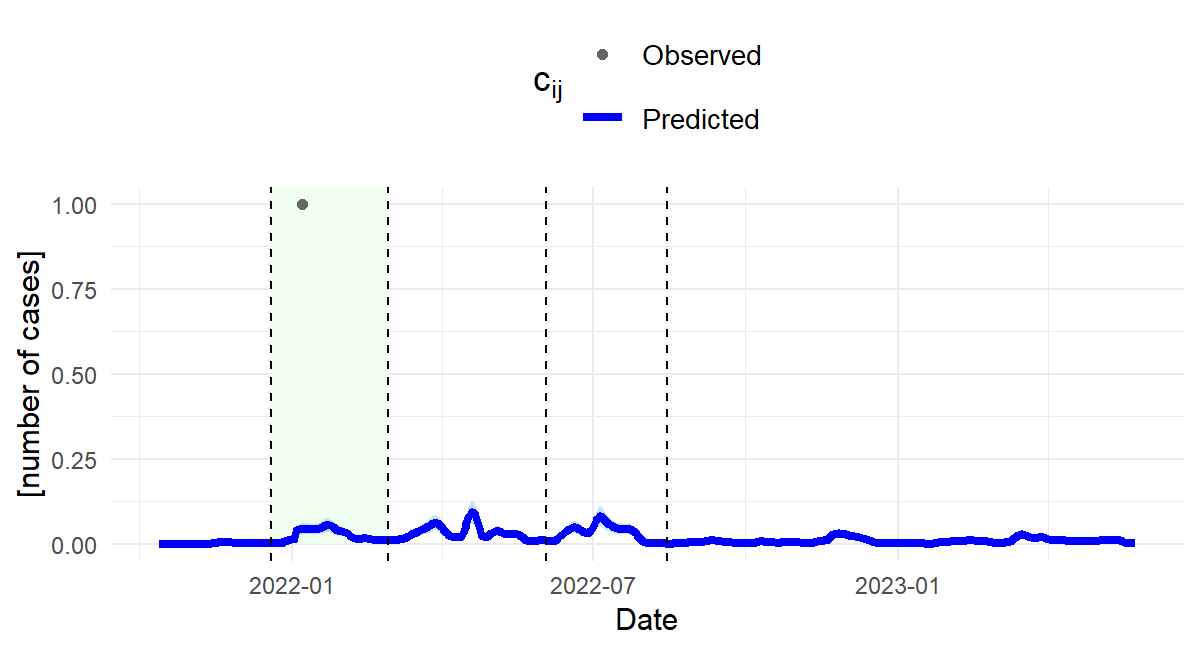 c_ij
Observed
Predicted
[number of cases]
1.00
0.75
0.50
0.25
0.00
2022-01
2022-07
2023-01
Date